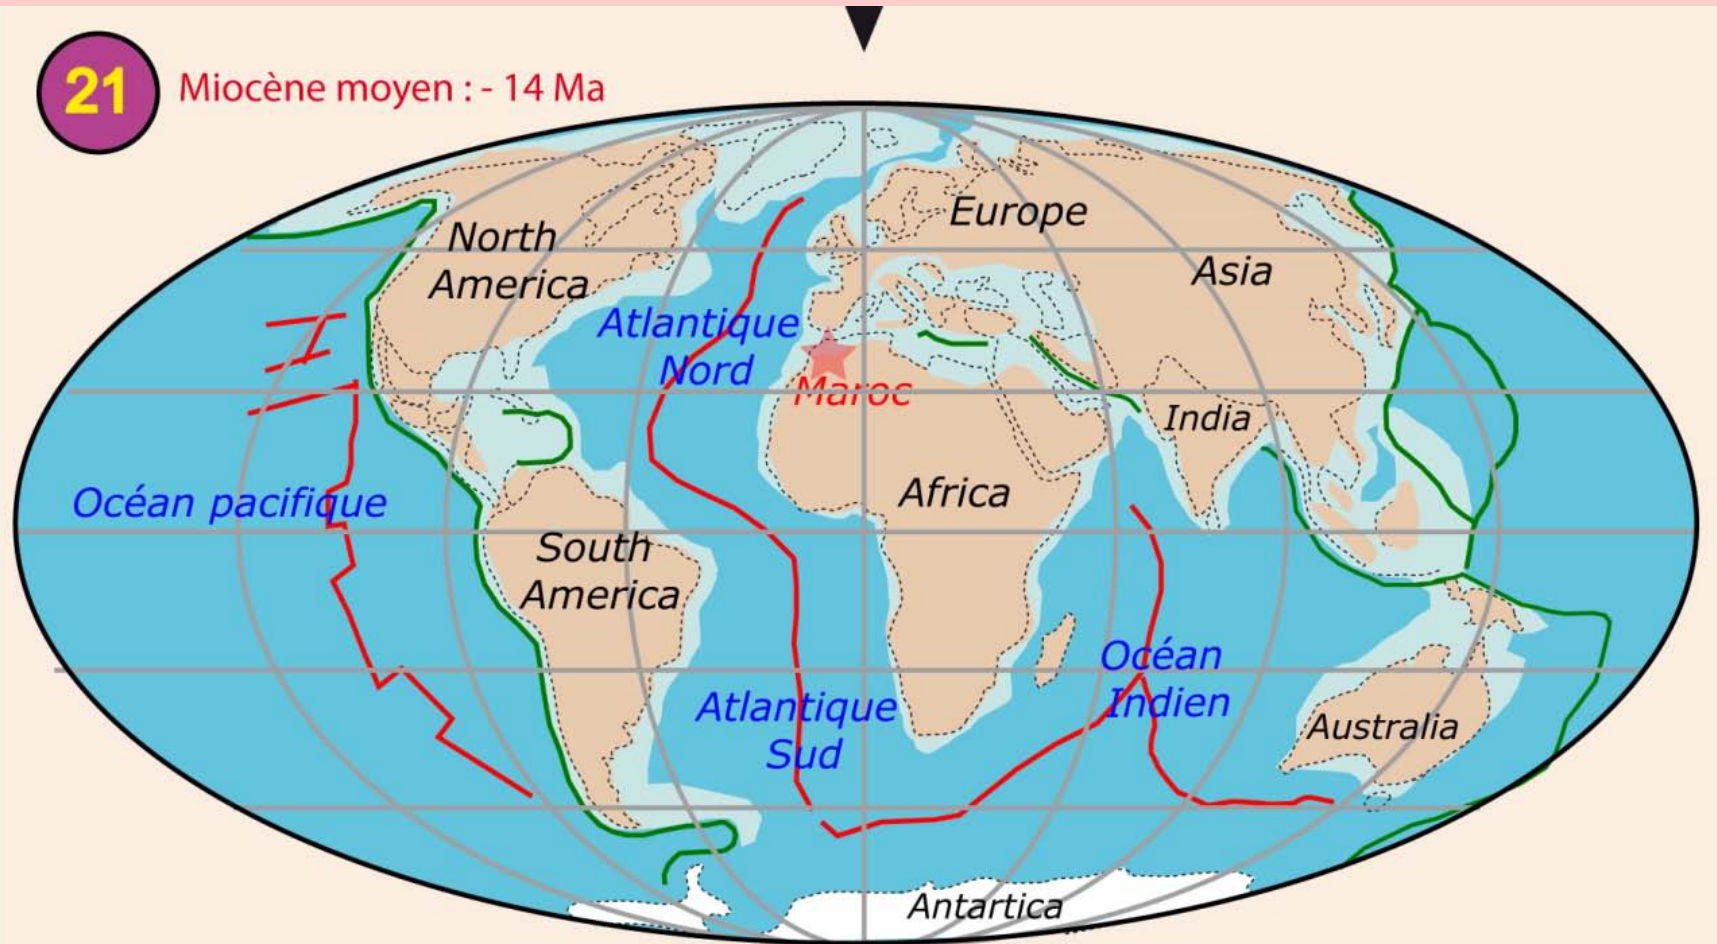 21
Miocène moyen : - 14 Ma
North
America
Europe
Asia
Atlantique
Nord
Maroc
India
Océan pacifique
Africa
South
America
Océan
Indien
Atlantique
Sud
Australia
Antartica